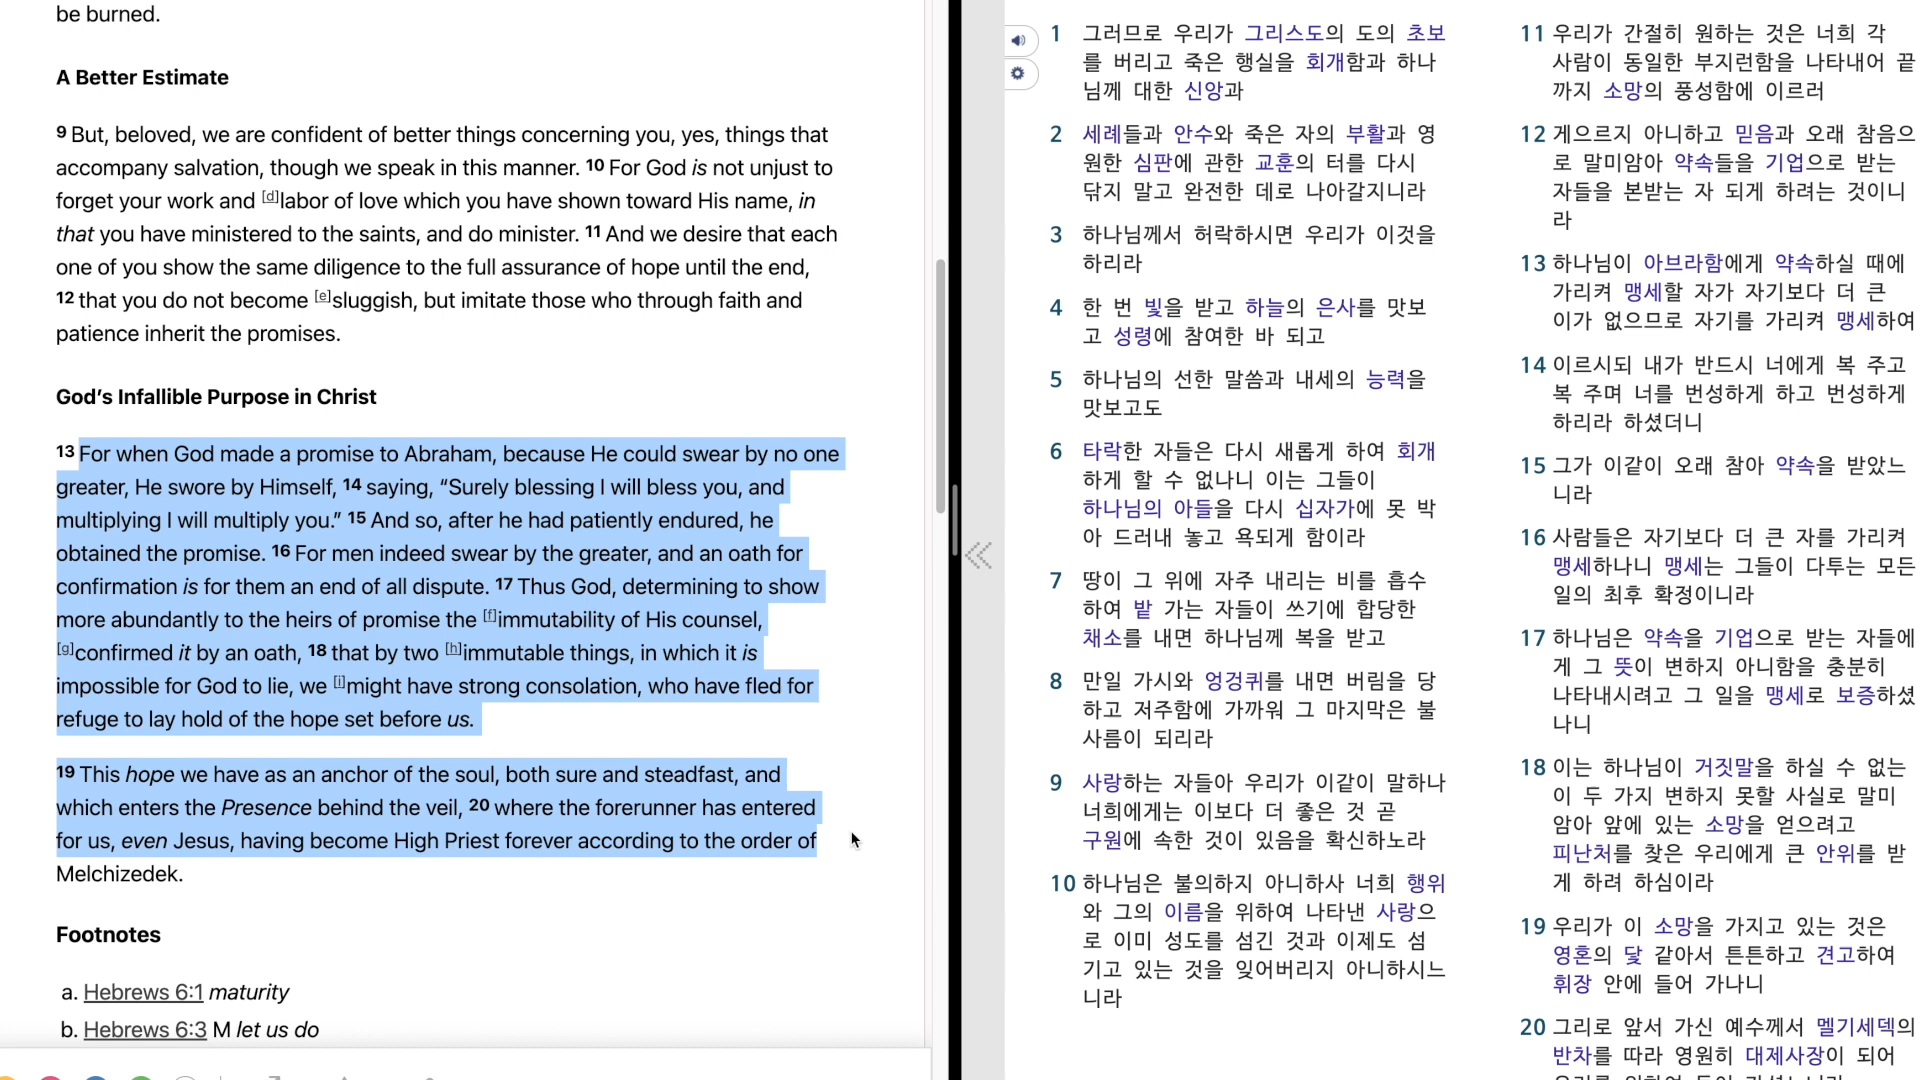 be burned.
A Better Estimate
9 But, beloved, we are confident of better things concerning you, yes, things that
accompany salvation, though we speak in this manner. 10 For God is not unjust to
forget your work and [d]labor of love which you have shown toward His name, in
that you have ministered to the saints, and do minister. 11 And we desire that each
one of you show the same diligence to the full assurance of hope until the end,
12 that you do not become [e]sluggish, but imitate those who through faith and
patience inherit the promises.
God’s Infallible Purpose in Christ
13 For when God made a promise to Abraham, because He could swear by no one
greater, He swore by Himself, 14 saying, “Surely blessing I will bless you, and
multiplying I will multiply you.” 15 And so, after he had patiently endured, he
obtained the promise. 16 For men indeed swear by the greater, and an oath for
confirmation is for them an end of all dispute. 17 Thus God, determining to show
more abundantly to the heirs of promise the [f]immutability of His counsel,
[g]confirmed it by an oath, 18 that by two [h]immutable things, in which it is
impossible for God to lie, we [i]might have strong consolation, who have fled for
refuge to lay hold of the hope set before us.
19 This hope we have as an anchor of the soul, both sure and steadfast, and
which enters the Presence behind the veil, 20 where the forerunner has entered
for us, even Jesus, having become High Priest forever according to the order of
Melchizedek.
Footnotes
a. Hebrews 6:1 maturity
b. Hebrews 6:3 M let us do
1 그러므로 우리가 그리스도의 도의 초보
를 버리고 죽은 행실을 회개함과 하나
님께 대한 신앙과
2 세례들과 안수와 죽은 자의 부활과 영
원한 심판에 관한 교훈의 터를 다시
닦지 말고 완전한 데로 나아갈지니라
3 하나님께서 허락하시면 우리가 이것을
하리라
4 한 번 빛을 받고 하늘의 은사를 맛보
고 성령에 참여한 바 되고
5 하나님의 선한 말씀과 내세의 능력을
맛보고도
6 타락한 자들은 다시 새롭게 하여 회개
하게 할 수 없나니 이는 그들이
하나님의 아들을 다시 십자가에 못 박
아 드러내 놓고 욕되게 함이라
7 땅이 그 위에 자주 내리는 비를 흡수
하여 밭 가는 자들이 쓰기에 합당한
채소를 내면 하나님께 복을 받고
8 만일 가시와 엉겅퀴를 내면 버림을 당
하고 저주함에 가까워 그 마지막은 불
사름이 되리라
9 사랑하는 자들아 우리가 이같이 말하나
너희에게는 이보다 더 좋은 것 곧
구원에 속한 것이 있음을 확신하노라
10 하나님은 불의하지 아니하사 너희 행위
와 그의 이름을 위하여 나타낸 사랑으
로 이미 성도를 섬긴 것과 이제도 섬
기고 있는 것을 잊어버리지 아니하시느
니라
11 우리가 간절히 원하는 것은 너희 각
사람이 동일한 부지런함을 나타내어 끝
까지 소망의 풍성함에 이르러
12 게으르지 아니하고 믿음과 오래 참음으
로 말미암아 약속들을 기업으로 받는
자들을 본받는 자 되게 하려는 것이니
라
13 하나님이 아브라함에게 약속하실 때에
가리켜 맹세할 자가 자기보다 더 큰
이가 없으므로 자기를 가리켜 맹세하여
14 이르시되 내가 반드시 너에게 복 주고
복 주며 너를 번성하게 하고 번성하게
하리라 하셨더니
15 그가 이같이 오래 참아 약속을 받았느
니라
16 사람들은 자기보다 더 큰 자를 가리켜
맹세하나니 맹세는 그들이 다투는 모든
일의 최후 확정이니라
17 하나님은 약속을 기업으로 받는 자들에
게 그 뜻이 변하지 아니함을 충분히
나타내시려고 그 일을 맹세로 보증하셨
나니
18 이는 하나님이 거짓말을 하실 수 없는
이 두 가지 변하지 못할 사실로 말미
암아 앞에 있는 소망을 얻으려고
피난처를 찾은 우리에게 큰 안위를 받
게 하려 하심이라
19 우리가 이 소망을 가지고 있는 것은
영혼의 닻 같아서 튼튼하고 견고하여
휘장 안에 들어 가나니
20 그리로 앞서 가신 예수께서 멜기세덱의
반차를 따라 영원히 대제사장이 되어